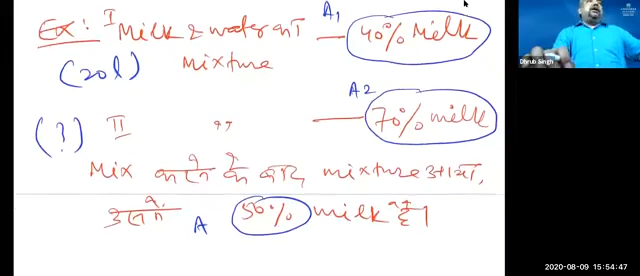 Ex: I Milk & water का A1 40% Milk
(20l) mixture
A2
(?) II ,, 70% milk
Mix करने के बाद, mixture आया,
उसमें A 50% milk है।
Dhrub Singh
2020-08-09 15:54:47